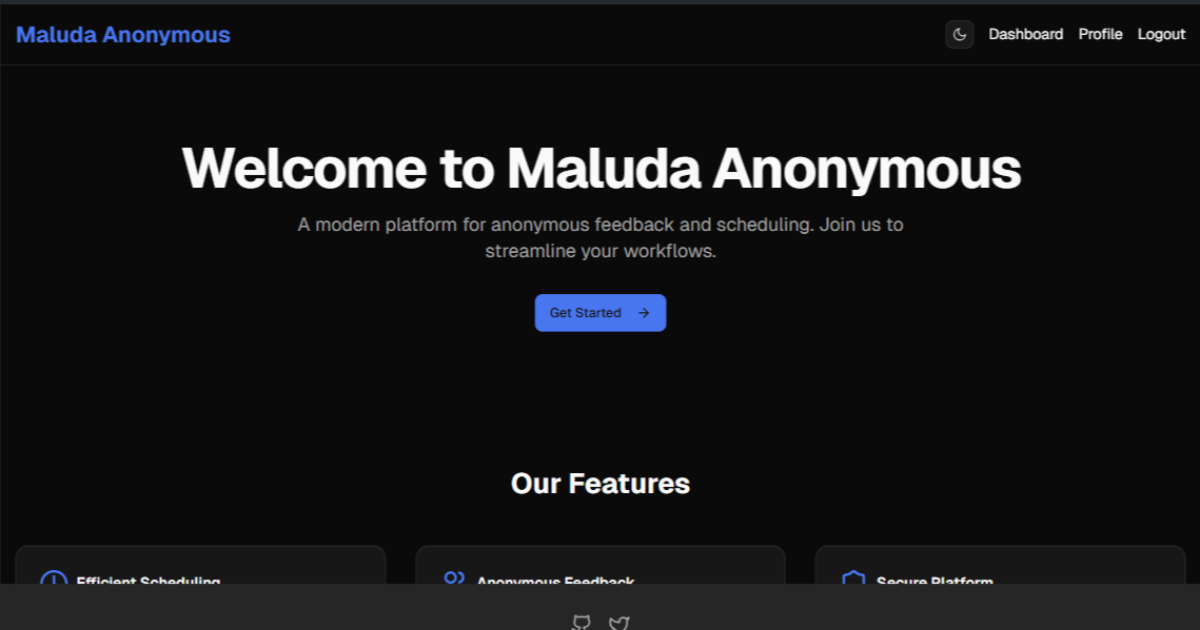 Maluda Anonymous
Dashboard Profile Logout
Welcome to Maluda Anonymous
A modern platform for anonymous feedback and scheduling. Join us to
streamline your workflows.
Get Started
Our Features
Efficient Scheduling
Anonymous Feedback
Secure Platform